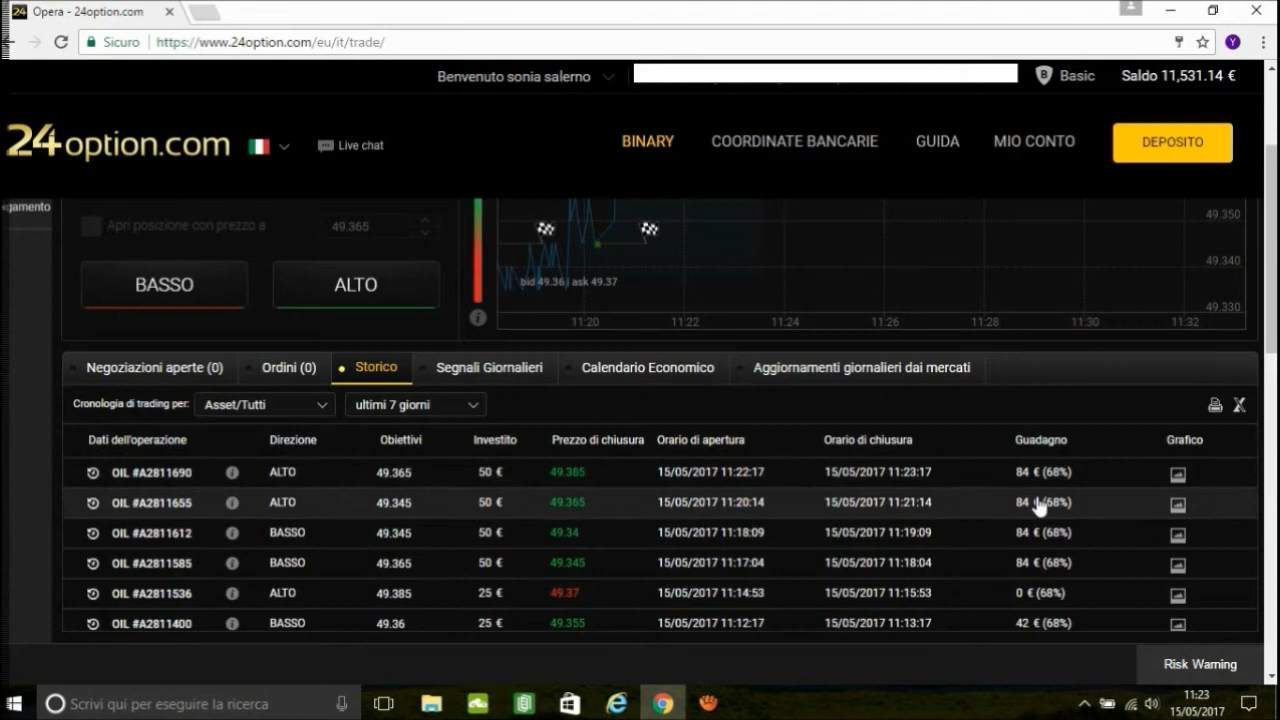 24 Opera - 24option.com
Sicuro https://www.24option.com/eu/it/trade/ Y
Benvenuto sonia salerno B Basic Saldo 11,531.14 €
24option.com Live chat BINARY COORDINATE BANCARIE GUIDA MIO CONTO DEPOSITO
gamento
Apri posizione con prezzo a 49.365
BASSO ALTO
49.350
49.340
49.330
bid 49.36 | ask 49.37
11:20 11:22 11:24 11:26 11:28 11:30 11:32
Negoziazioni aperte (0) Ordini (0) Storico Segnali Giornalieri Calendario Economico Aggiornamenti giornalieri dai mercati
Cronologia di trading per: Asset/Tutti ultimi 7 giorni
Dati dell'operazione Direzione Obiettivi Investito Prezzo di chiusura Orario di apertura Orario di chiusura Guadagno Grafico
OIL #A2811690 ALTO 49.365 50 € 49.385 15/05/2017 11:22:17 15/05/2017 11:23:17 84 € (68%)
OIL #A2811655 ALTO 49.345 50 € 49.365 15/05/2017 11:20:14 15/05/2017 11:21:14 84 (68%)
OIL #A2811612 BASSO 49.345 50 € 49.34 15/05/2017 11:18:09 15/05/2017 11:19:09 84 € (68%)
OIL #A2811585 BASSO 49.365 50 € 49.345 15/05/2017 11:17:04 15/05/2017 11:18:04 84 € (68%)
OIL #A2811536 ALTO 49.385 25 € 49.37 15/05/2017 11:14:53 15/05/2017 11:15:53 0 € (68%)
OIL #A2811400 BASSO 49.36 25 € 49.355 15/05/2017 11:12:17 15/05/2017 11:13:17 42 € (68%)
Risk Warning
Scrivi qui per eseguire la ricerca
11:23
15/05/2017